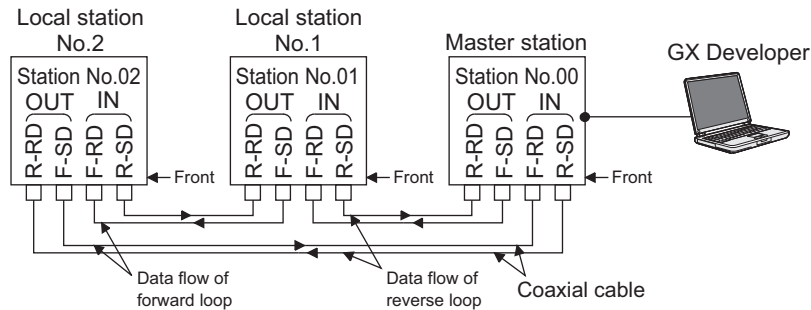 Local station
No.2
Local station
No.1
Master station
GX Developer
Station No.02
OUT IN
R-RD
F-SD
F-RD
R-SD
Front
Station No.01
OUT IN
R-RD
F-SD
F-RD
R-SD
Front
Station No.00
OUT IN
R-RD
F-SD
F-RD
R-SD
Front
Data flow of
forward loop
Data flow of
reverse loop
Coaxial cable